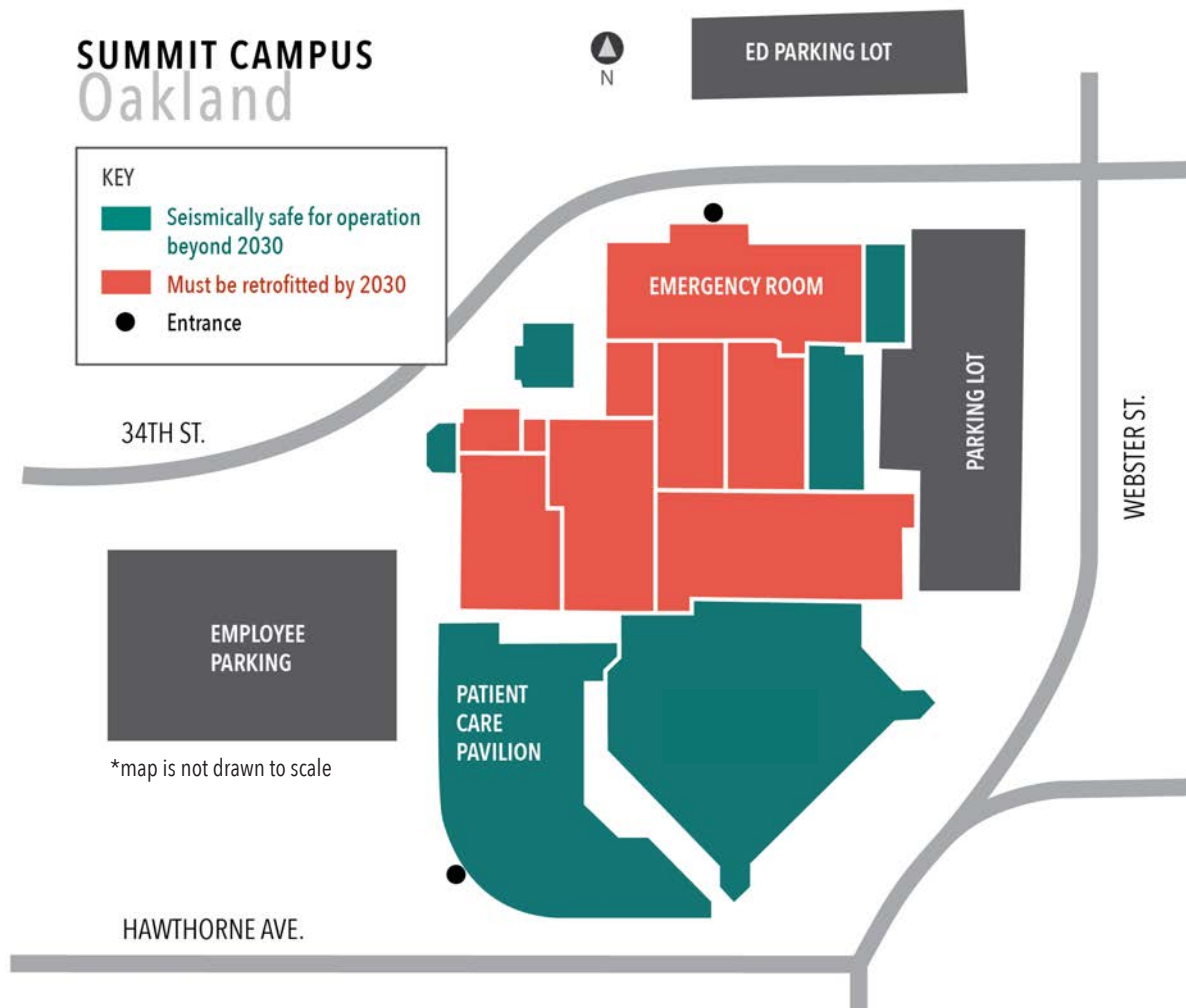 SUMMIT CAMPUS
Oakland
N
ED PARKING LOT
KEY
Seismically safe for operation
beyond 2030
Must be retrofitted by 2030
Entrance
EMERGENCY ROOM
34TH ST.
PARKING LOT
WEBSTER ST.
EMPLOYEE
PARKING
PATIENT
CARE
PAVILION
*map is not drawn to scale
HAWTHORNE AVE.